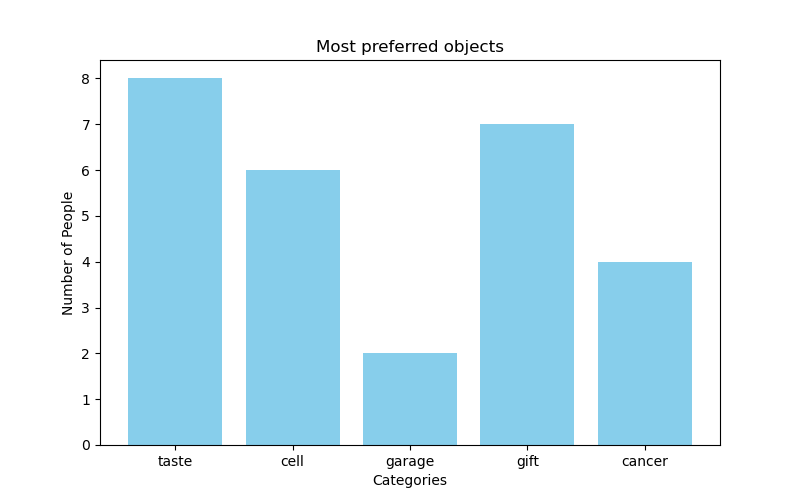 Most preferred objects
Number of People
8
7
6
5
4
3
2
1
0
taste cell garage gift cancer
Categories